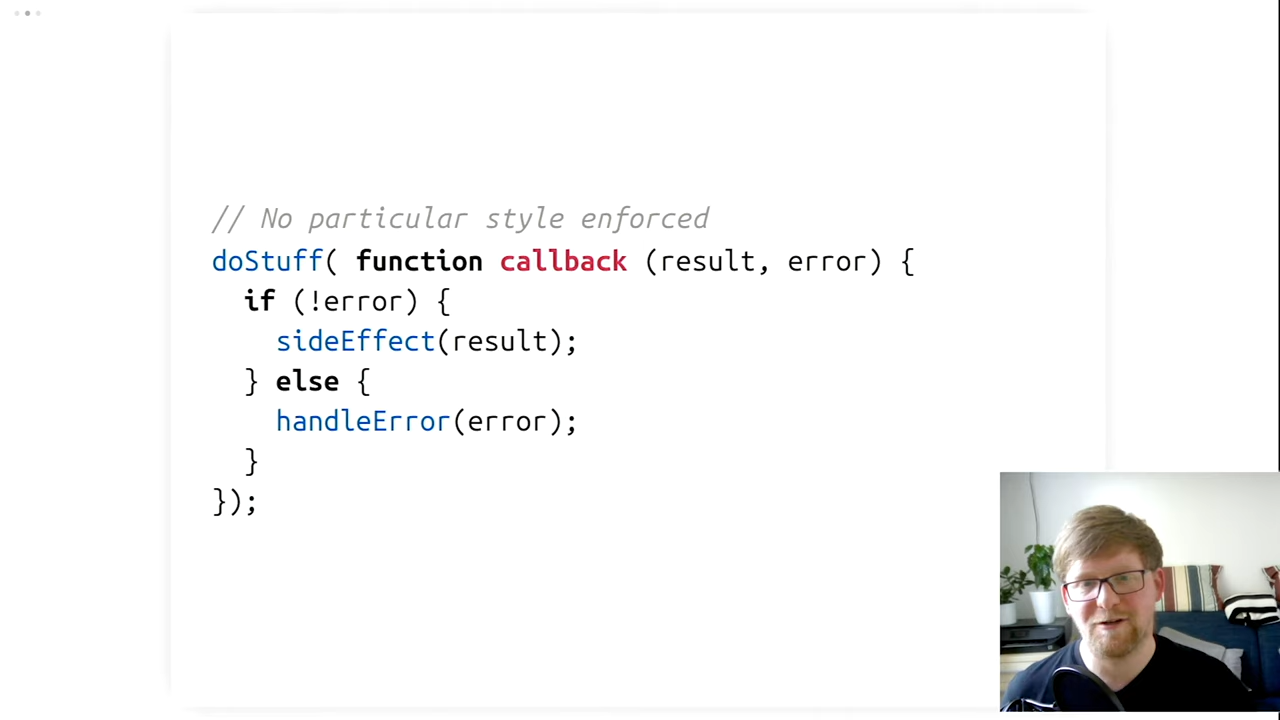 // No particular style enforced
doStuff( function callback (result, error) {
  if (!error) {
    sideEffect(result);
  } else {
    handleError(error);
  }
});